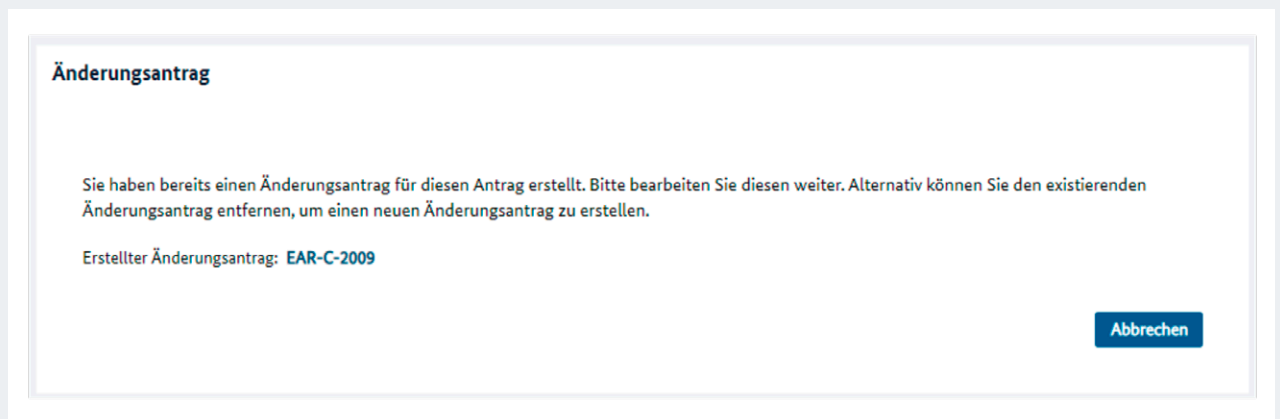 Änderungsantrag
Sie haben bereits einen Änderungsantrag für diesen Antrag erstellt. Bitte bearbeiten Sie diesen weiter. Alternativ können Sie den existierenden
Änderungsantrag entfernen, um einen neuen Änderungsantrag zu erstellen.
Erstellter Änderungsantrag: EAR-C-2009
Abbrechen